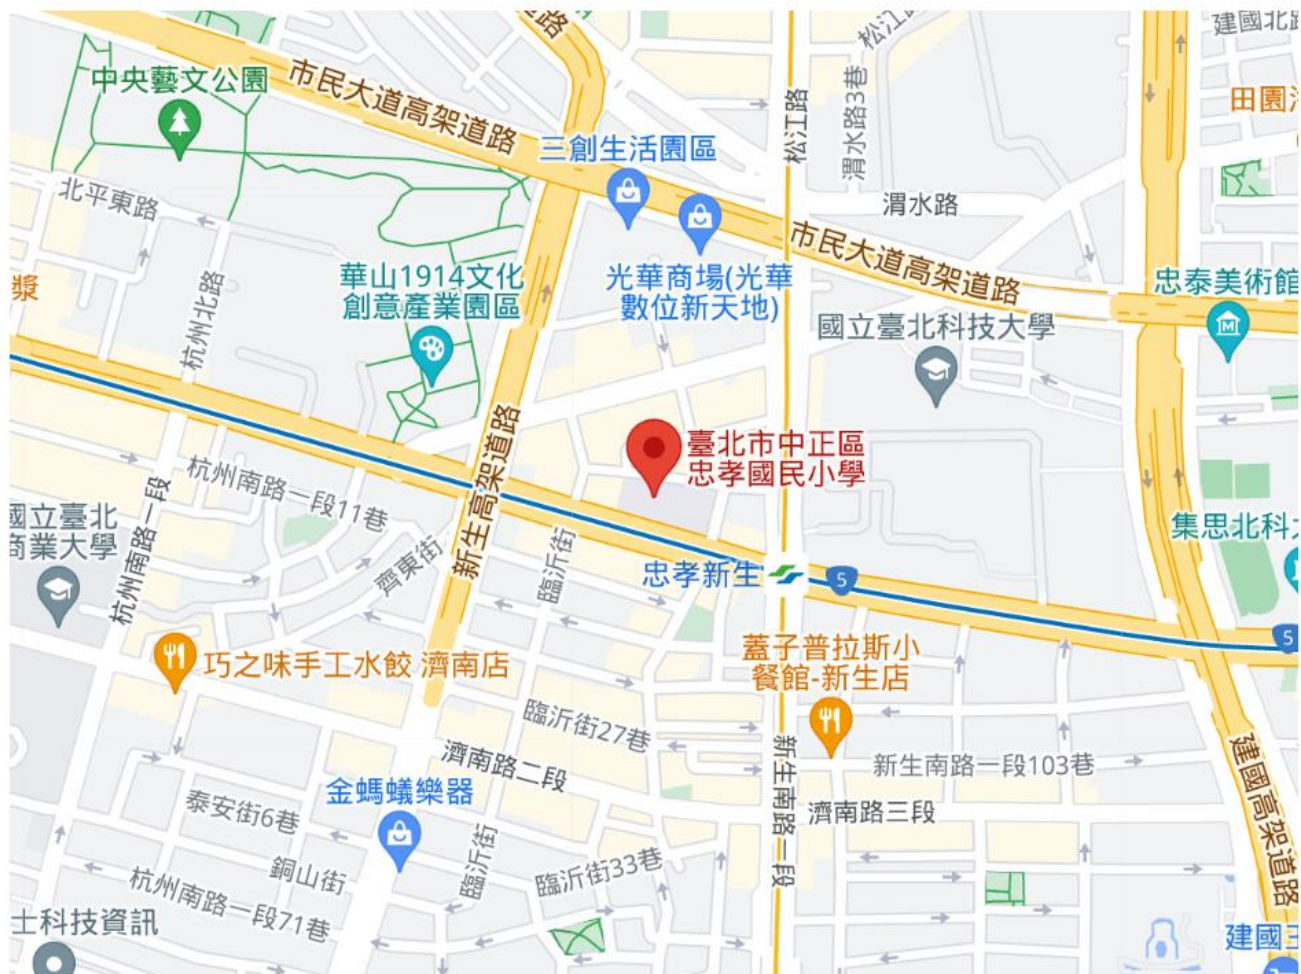 中央藝文公園
市民大道高架道路
松江路
渭水路3巷
三創生活園區
北平東路
渭水路
市民大道高架道路
華山1914文化
創意產業園區
光華商場(光華
數位新天地)
忠泰美術館
漿
杭州北路
國立臺北科技大學
臺北市中正區
忠孝國民小學
杭州南路一段11巷
新生高架道路
國立臺北
商業大學
杭州南路一段
齊東街
臨沂街
忠孝新生
5
5
巧之味手工水餃 濟南店
蓋子普拉斯小
餐館-新生店
臨沂街27巷
濟南路二段
新生南路一段103巷
建國高架道路
金螞蟻樂器
泰安街6巷
新生南路一段
濟南路三段
銅山街
臨沂街
臨沂街33巷
杭州南路一段71巷
士科技資訊